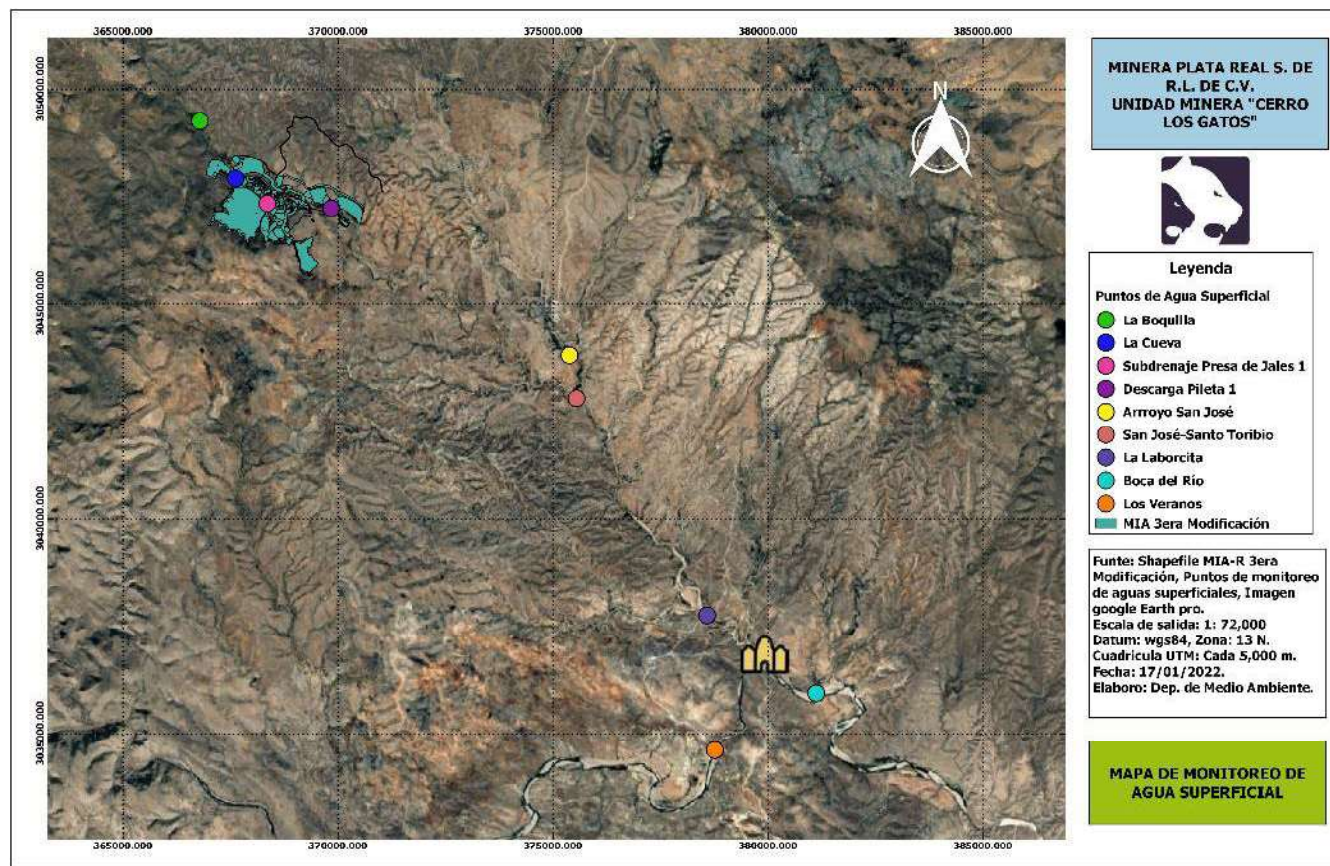 365000.000 370000.000 375000.000 380000.000 385000.000
3050000.000
3045000.000
3040000.000
3035000.000
N
365000.000 370000.000 375000.000 380000.000 385000.000
MINERA PLATA REAL S. DE
R.L. DE C.V.
UNIDAD MINERA "CERRO
LOS GATOS"
Leyenda
Puntos de Agua Superficial
La Boquilla
La Cueva
Subdrenaje Presa de Jales 1
Descarga Pileta 1
Arrroyo San José
San José-Santo Toribio
La Laborcita
Boca del Río
Los Veranos
MIA 3era Modificación
Funte: Shapefile MIA-R 3era
Modificación, Puntos de monitoreo
de aguas superficiales, Imagen
google Earth pro.
Escala de salida: 1: 72,000
Datum: wgs84, Zona: 13 N.
Cuadricula UTM: Cada 5,000 m.
Fecha: 17/01/2022.
Elaboro: Dep. de Medio Ambiente.
MAPA DE MONITOREO DE
AGUA SUPERFICIAL